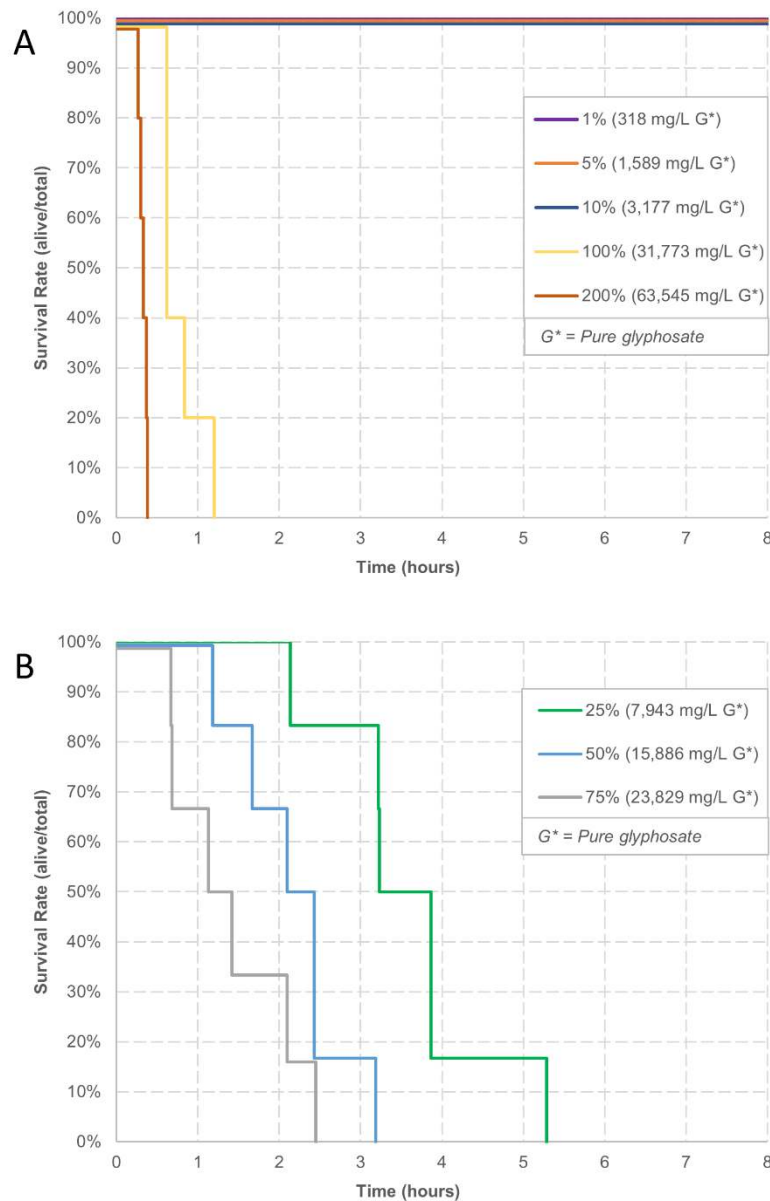 A
100%
90%
80%
70%
60%
50%
40%
30%
20%
10%
0%
Survival Rate (alive/total)
1% (318 mg/L G*)
5% (1,589 mg/L G*)
10% (3,177 mg/L G*)
100% (31,773 mg/L G*)
200% (63,545 mg/L G*)
G* = Pure glyphosate
0 1 2 3 4 5 6 7 8
Time (hours)
B
100%
90%
80%
70%
60%
50%
40%
30%
20%
10%
0%
Survival Rate (alive/total)
25% (7,943 mg/L G*)
50% (15,886 mg/L G*)
75% (23,829 mg/L G*)
G* = Pure glyphosate
0 1 2 3 4 5 6 7 8
Time (hours)